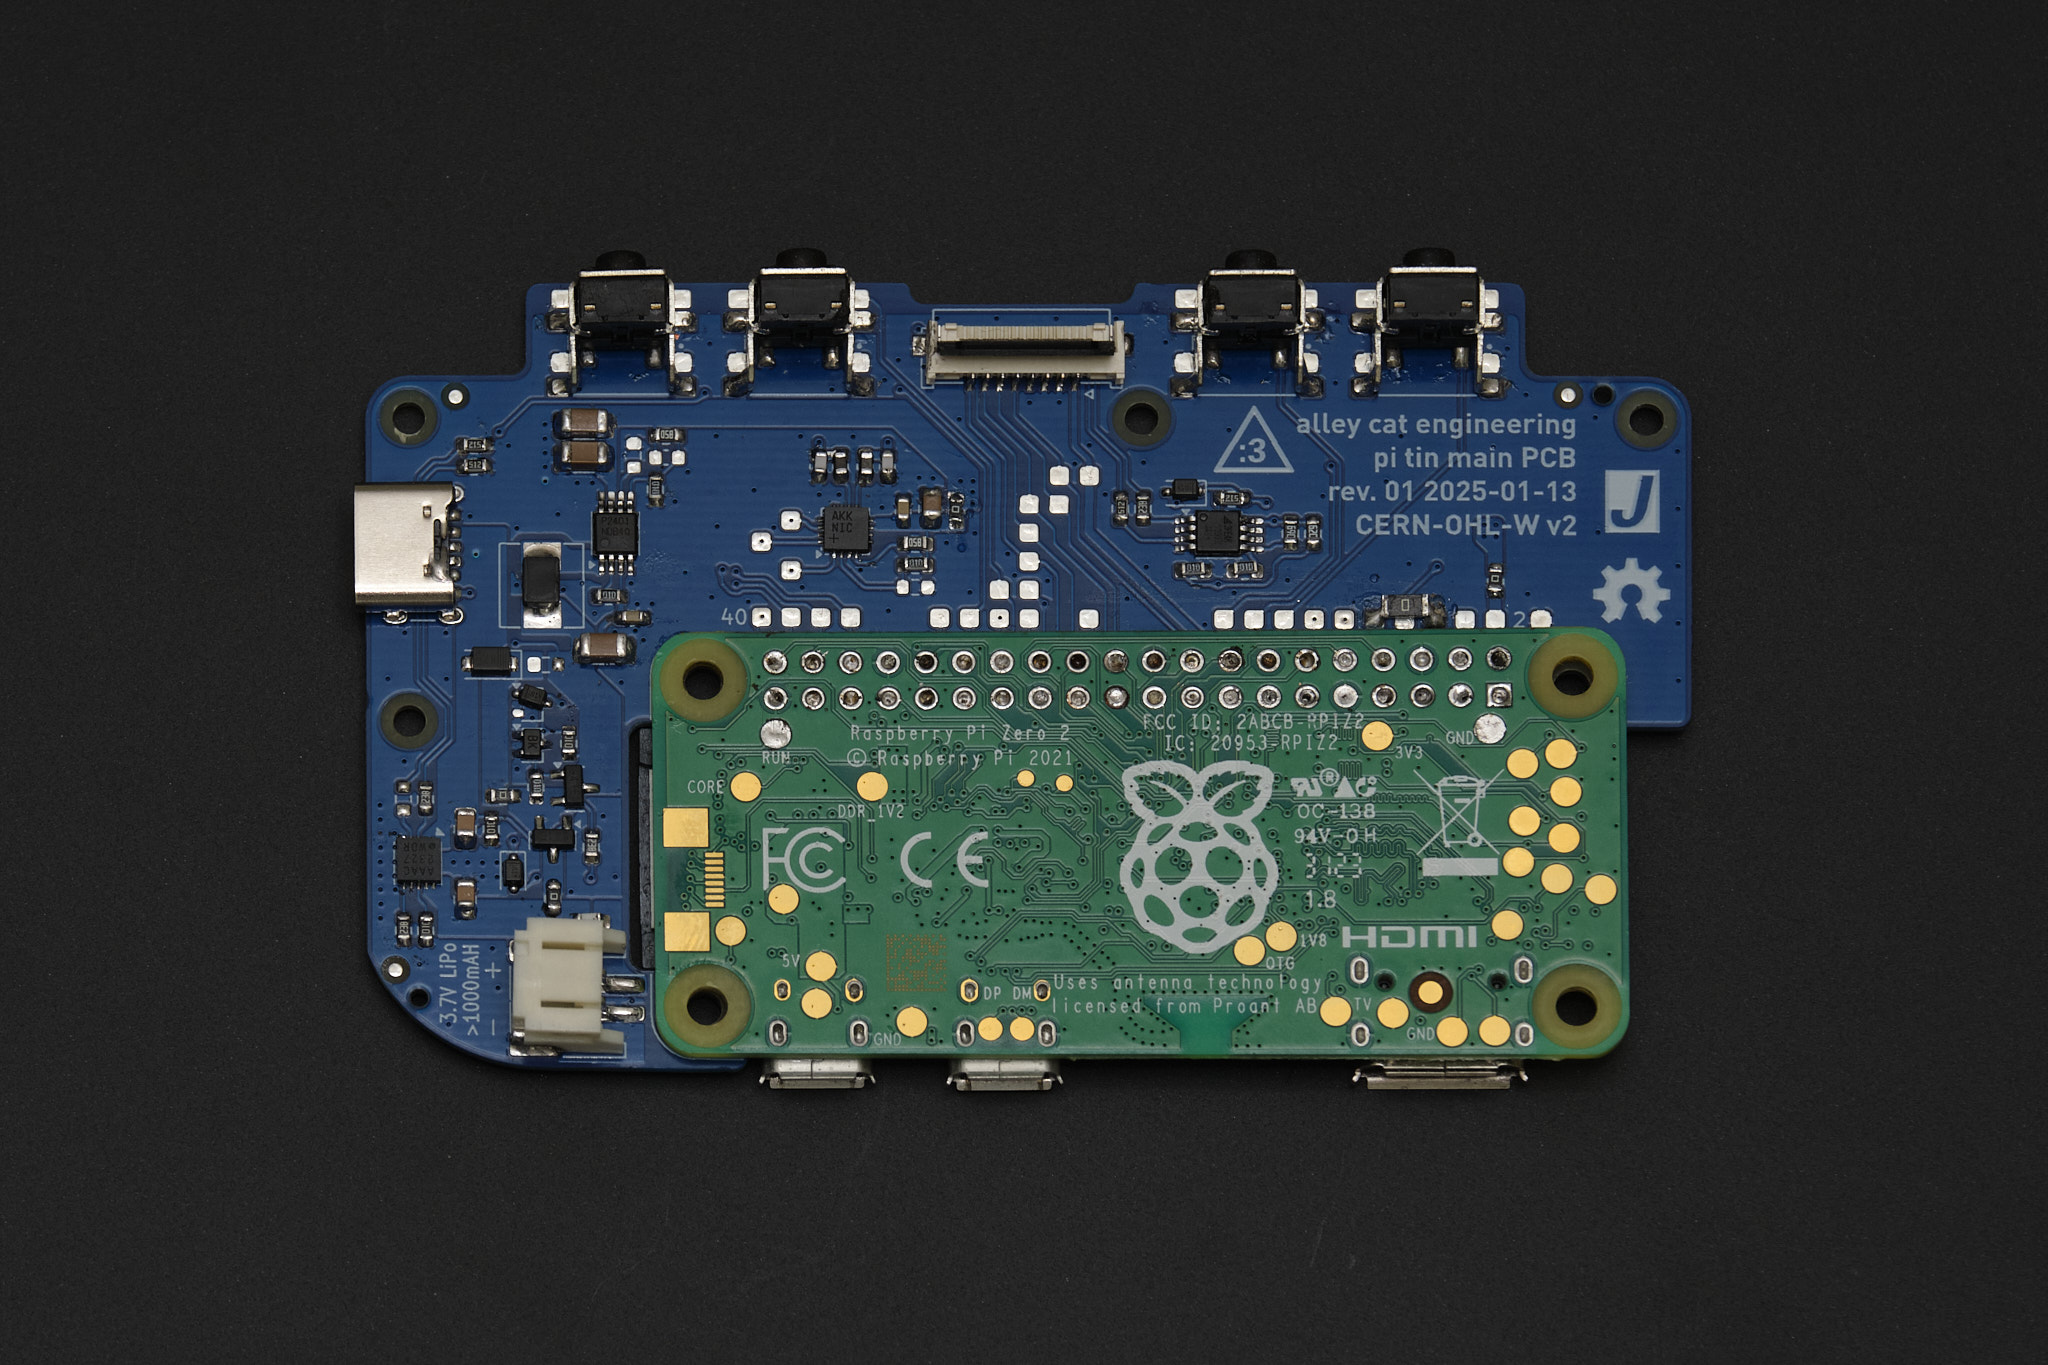 alley cat engineering
:3
pi tin main PCB
rev. 01 2025-01-13
CERN-OHL-W v2
J
AKK
NIC
40
3.7V LiPo
>1000mAH
+
−
Raspberry Pi Zero 2
© Raspberry Pi 2021
FCC ID: 2ABCB-RPIZ2
IC: 20953-RPIZ2
RUN
GND
3V3
CORE
DDR_1V2
FC
CE
OC-138
94V-0H
1.8
HDMI
1V8
OTG
5V
DP DM
Uses antenna technology
licensed from Proant AB
TV
GND
GND